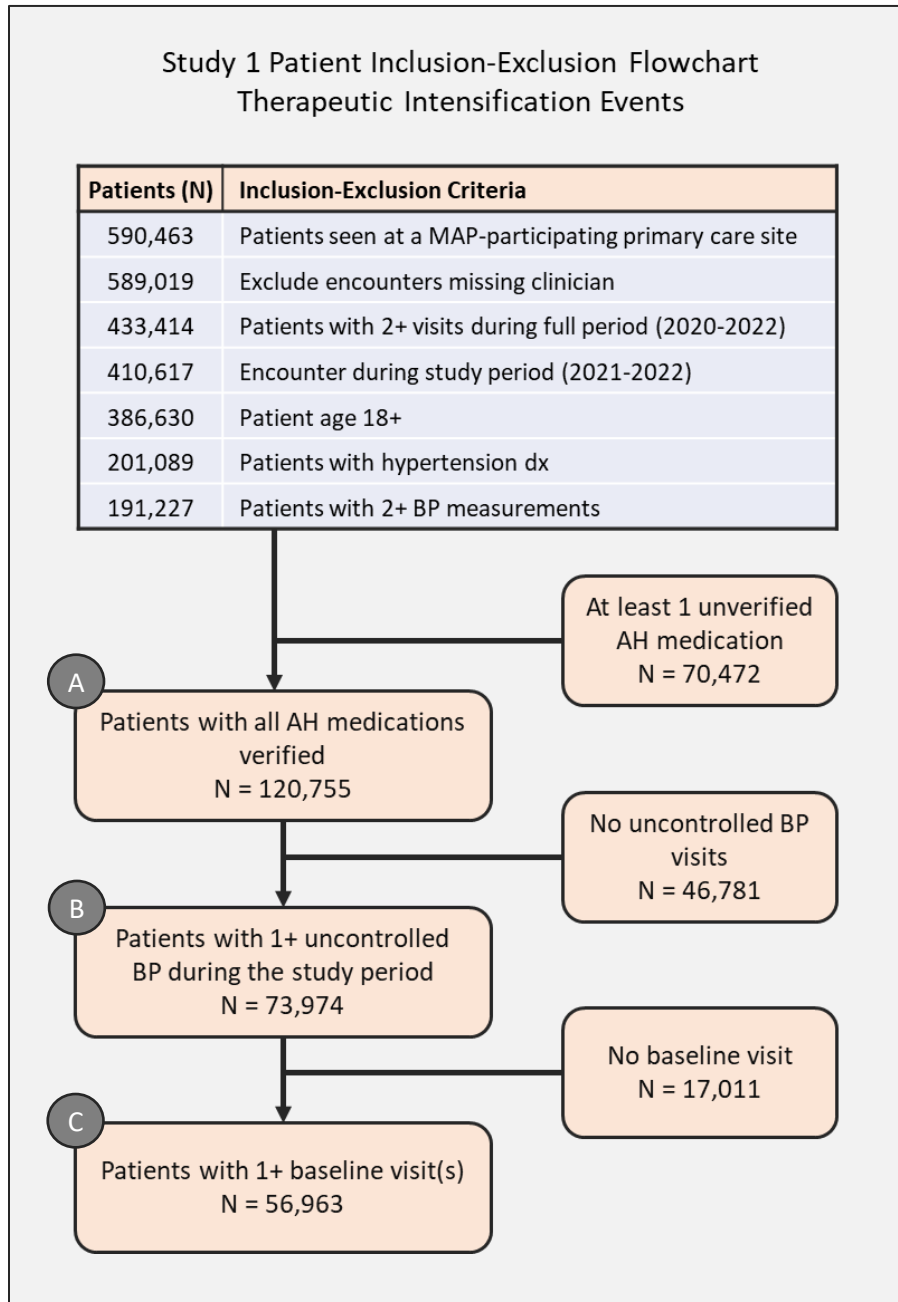 Study 1 Patient Inclusion-Exclusion Flowchart
Therapeutic Intensification Events
Patients (N) Inclusion-Exclusion Criteria
590,463 Patients seen at a MAP-participating primary care site
589,019 Exclude encounters missing clinician
433,414 Patients with 2+ visits during full period (2020-2022)
410,617 Encounter during study period (2021-2022)
386,630 Patient age 18+
201,089 Patients with hypertension dx
191,227 Patients with 2+ BP measurements
At least 1 unverified
AH medication
N = 70,472
A
Patients with all AH medications
verified
N = 120,755
No uncontrolled BP
visits
N = 46,781
B
Patients with 1+ uncontrolled
BP during the study period
N = 73,974
No baseline visit
N = 17,011
C
Patients with 1+ baseline visit(s)
N = 56,963